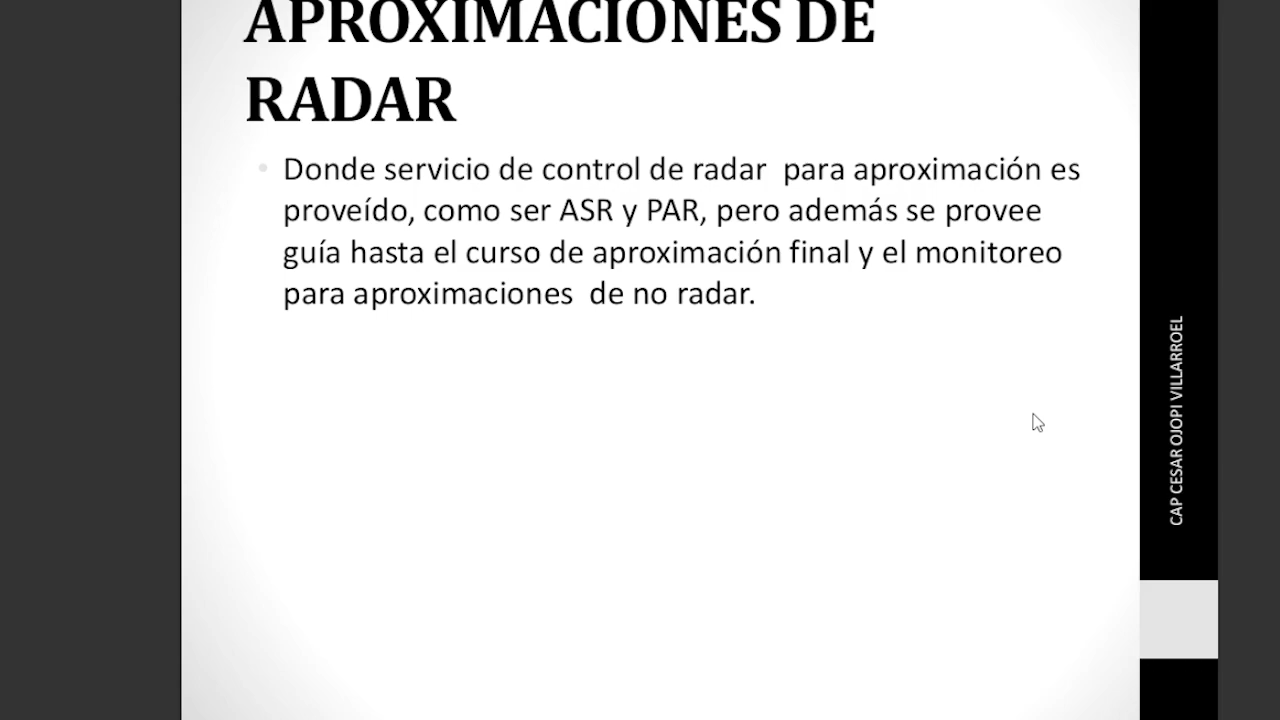 APROXIMACIONES DE
RADAR
Donde servicio de control de radar  para aproximación es
proveído, como ser ASR y PAR, pero además se provee
guía hasta el curso de aproximación final y el monitoreo
para aproximaciones  de no radar.
CAP CESAR OJOPI VILLARROEL